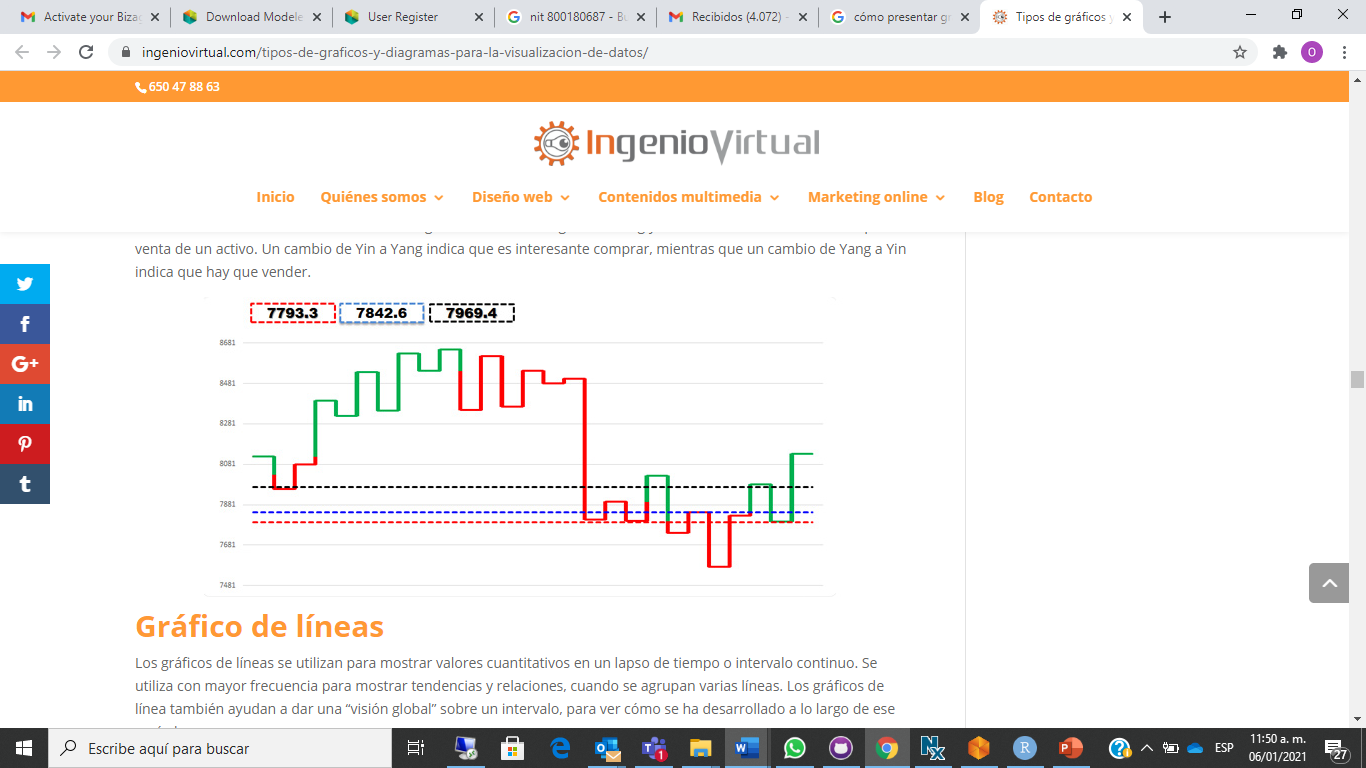 Activate your Biza
Download Modele
User Register
nit 800180687 - Bu
Recibidos (4.072) -
cómo presentar gr
Tipos de gráficos y
ingeniovirtual.com/tipos-de-graficos-y-diagramas-para-la-visualizacion-de-datos/
O
650 47 88 63
IngenioVirtual
Inicio
Quiénes somos
Diseño web
Contenidos multimedia
Marketing online
Blog
Contacto
venta de un activo. Un cambio de Yin a Yang indica que es interesante comprar, mientras que un cambio de Yang a Yin
indica que hay que vender.
7793.3 7842.6 7969.4
8681
8481
8281
8081
7881
7681
7481
Gráfico de líneas
Los gráficos de líneas se utilizan para mostrar valores cuantitativos en un lapso de tiempo o intervalo continuo. Se
utiliza con mayor frecuencia para mostrar tendencias y relaciones, cuando se agrupan varias líneas. Los gráficos de
línea también ayudan a dar una “visión global” sobre un intervalo, para ver cómo se ha desarrollado a lo largo de ese
Escribe aquí para buscar
ESP
11:50 a. m.
06/01/2021
27